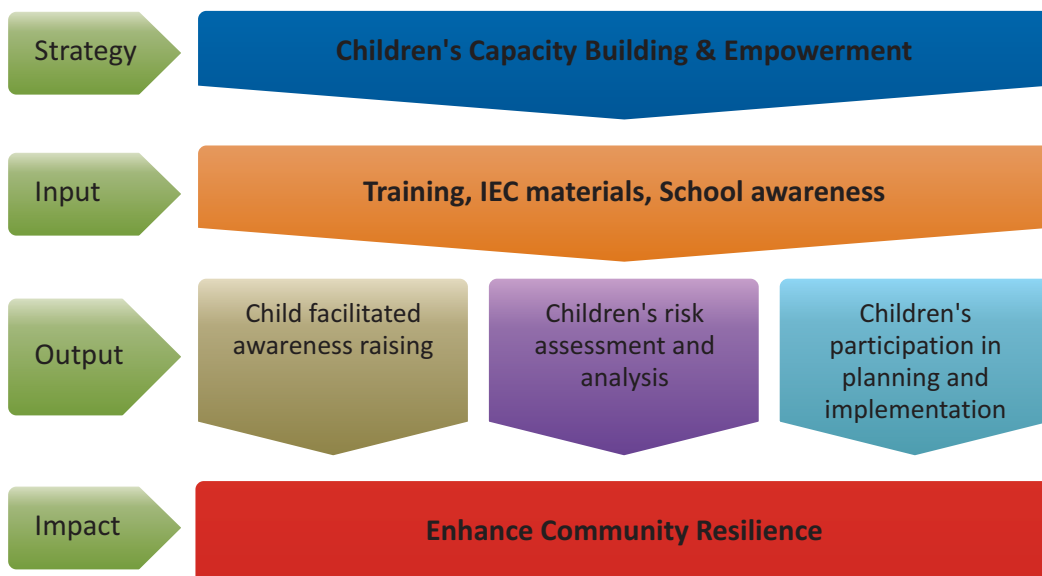 Strategy
Children's Capacity Building & Empowerment
Input
Training, IEC materials, School awareness
Output
Child facilitated
awareness raising
Children's risk
assessment and
analysis
Children's
participation in
planning and
implementation
Impact
Enhance Community Resilience